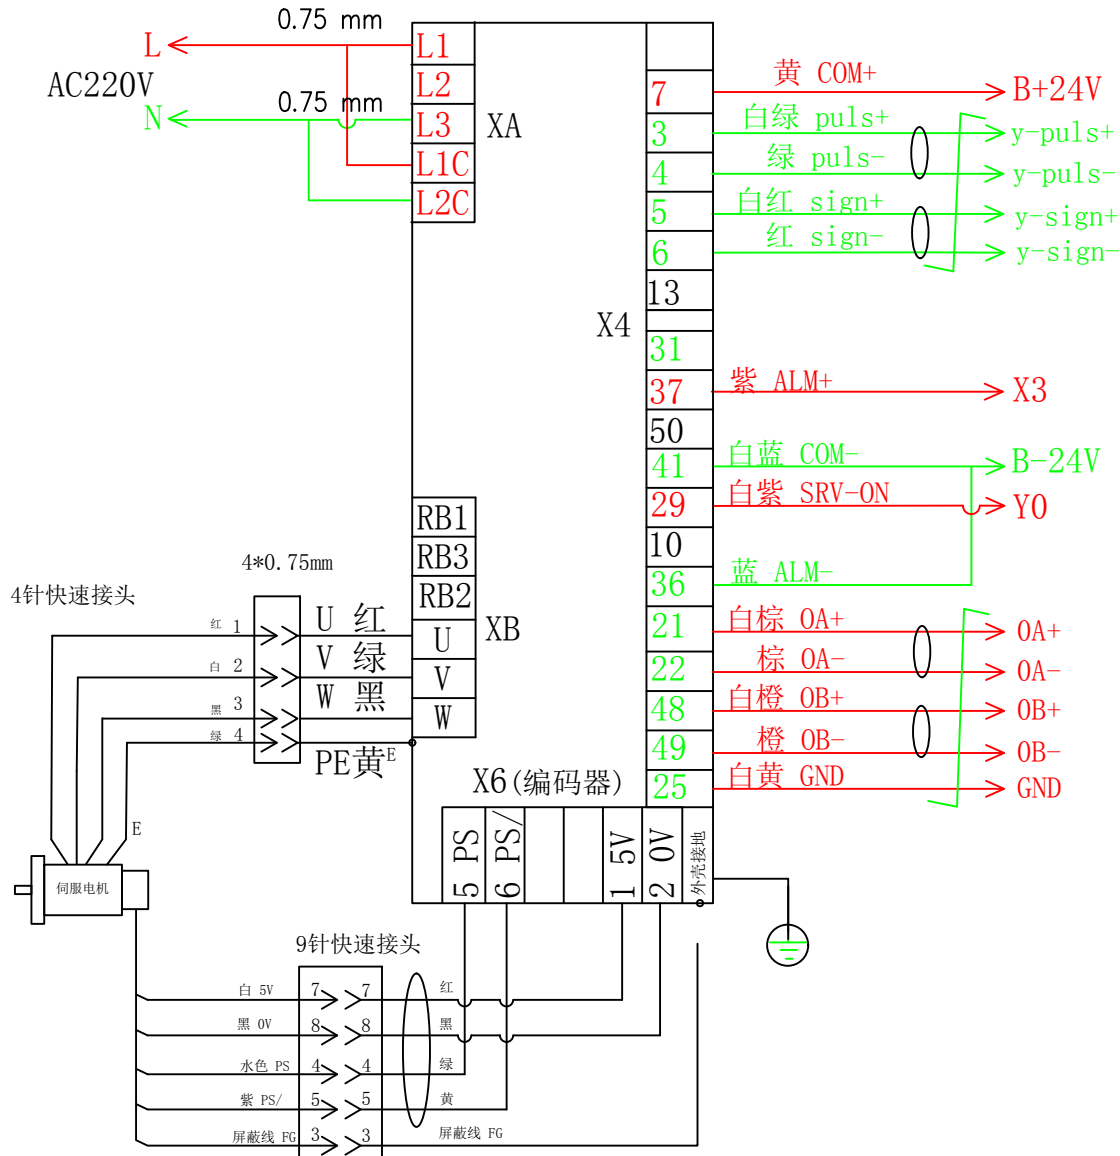 0.75 mm
L
L1
AC220V
L2
0.75 mm
N
L3
XA
L1C
L2C
黄 COM+
7
B+24V
白绿 puls+
3
y-puls+
绿 puls-
4
y-puls-
白红 sign+
5
y-sign+
红 sign-
6
y-sign-
13
X4
31
紫 ALM+
37
X3
50
白蓝 COM-
41
B-24V
白紫 SRV-ON
29
Y0
10
蓝 ALM-
36
白棕 OA+
21
OA+
棕 OA-
22
OA-
白橙 OB+
48
OB+
橙 OB-
49
OB-
白黄 GND
25
GND
RB1
RB3
RB2
XB
U
V
W
4*0.75mm
4针快速接头
红 1
U 红
白 2
V 绿
黑 3
W 黑
绿 4
PE黄E
E
伺服电机
X6(编码器)
5 PS
6 PS/
1 5V
2 0V
外壳接地
9针快速接头
白 5V
7
7
红
黑 0V
8
8
黑
水色 PS
4
4
绿
紫 PS/
5
5
黄
屏蔽线 FG
3
3
屏蔽线 FG